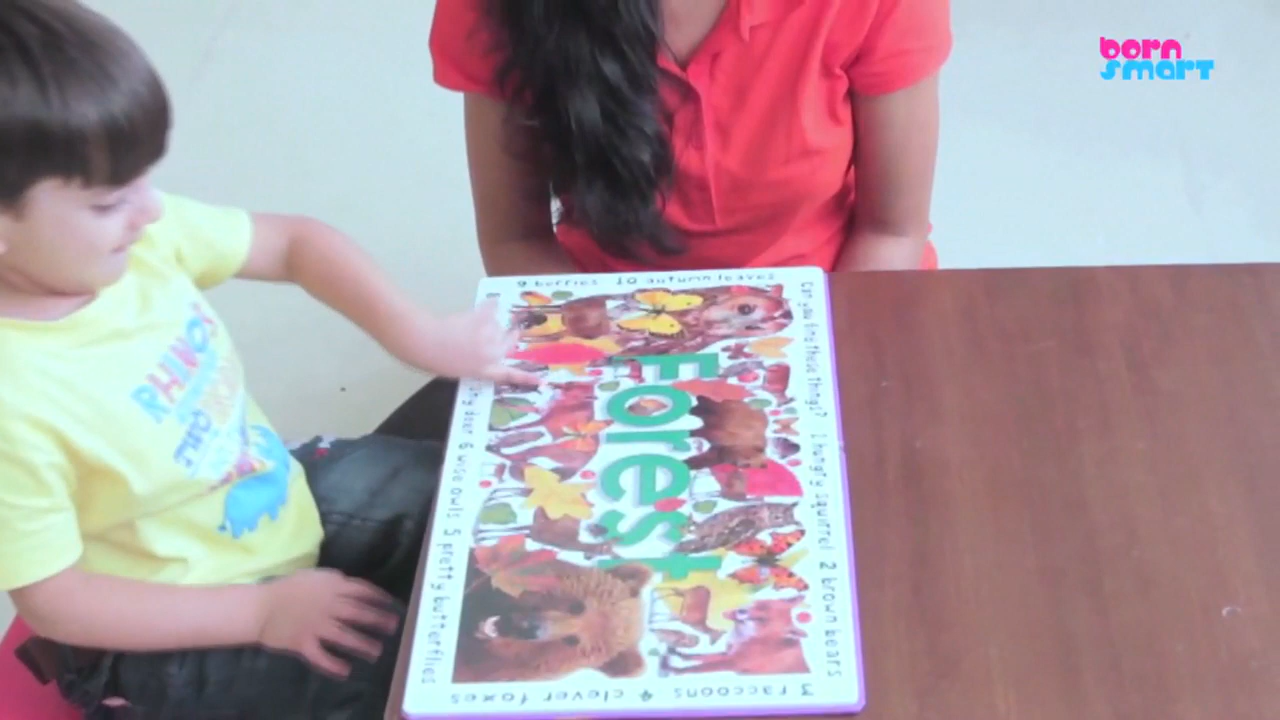 born
smart
9 berries 10 autumn leaves
Can you find these things? 1 hungry squirrel 2 brown bears
3 raccoons 4 clever foxes
5 pretty butterflies 6 wise owls deer
Forest
RHINOS